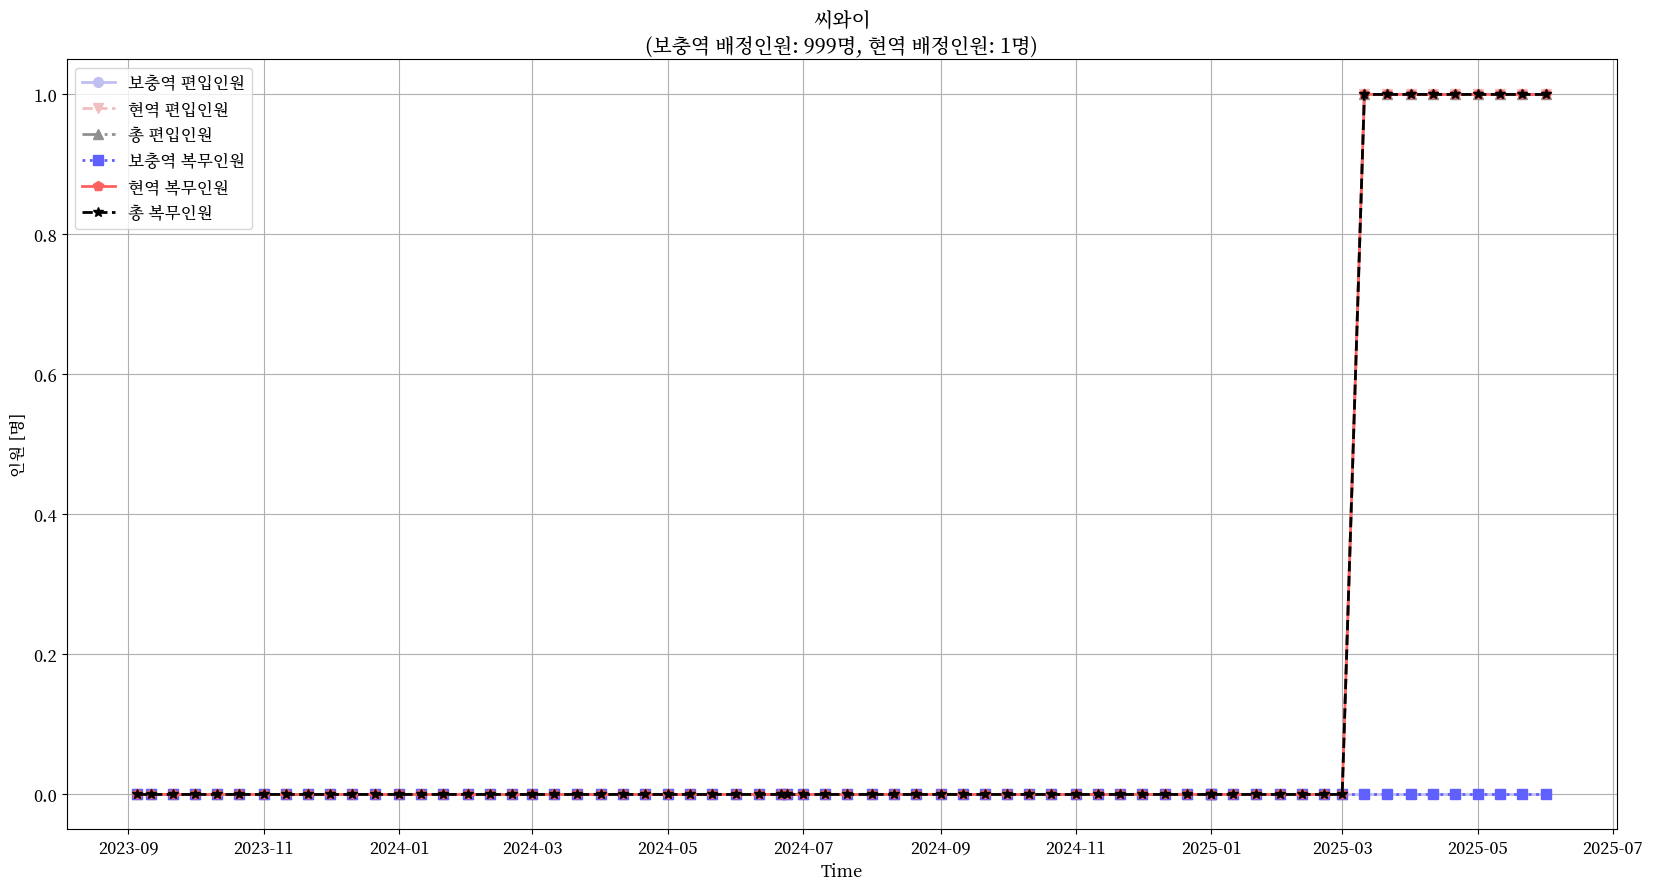 씨와이
(보충역 배정인원: 999명, 현역 배정인원: 1명)
보충역 편입인원
현역 편입인원
총 편입인원
보충역 복무인원
현역 복무인원
총 복무인원
인원 [명]
1.0
0.8
0.6
0.4
0.2
0.0
2023-09 2023-11 2024-01 2024-03 2024-05 2024-07 2024-09 2024-11 2025-01 2025-03 2025-05 2025-07
Time